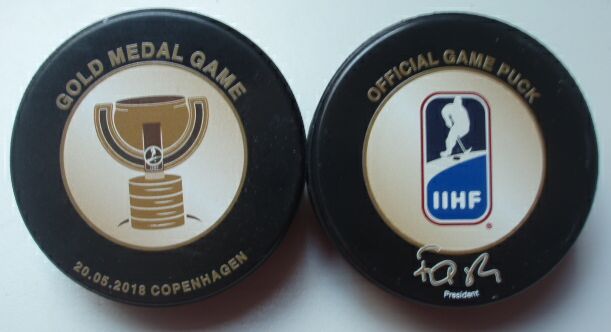 GOLD MEDAL GAME
20.05.2018 COPENHAGEN
OFFICIAL GAME PUCK
IIHF
®
President